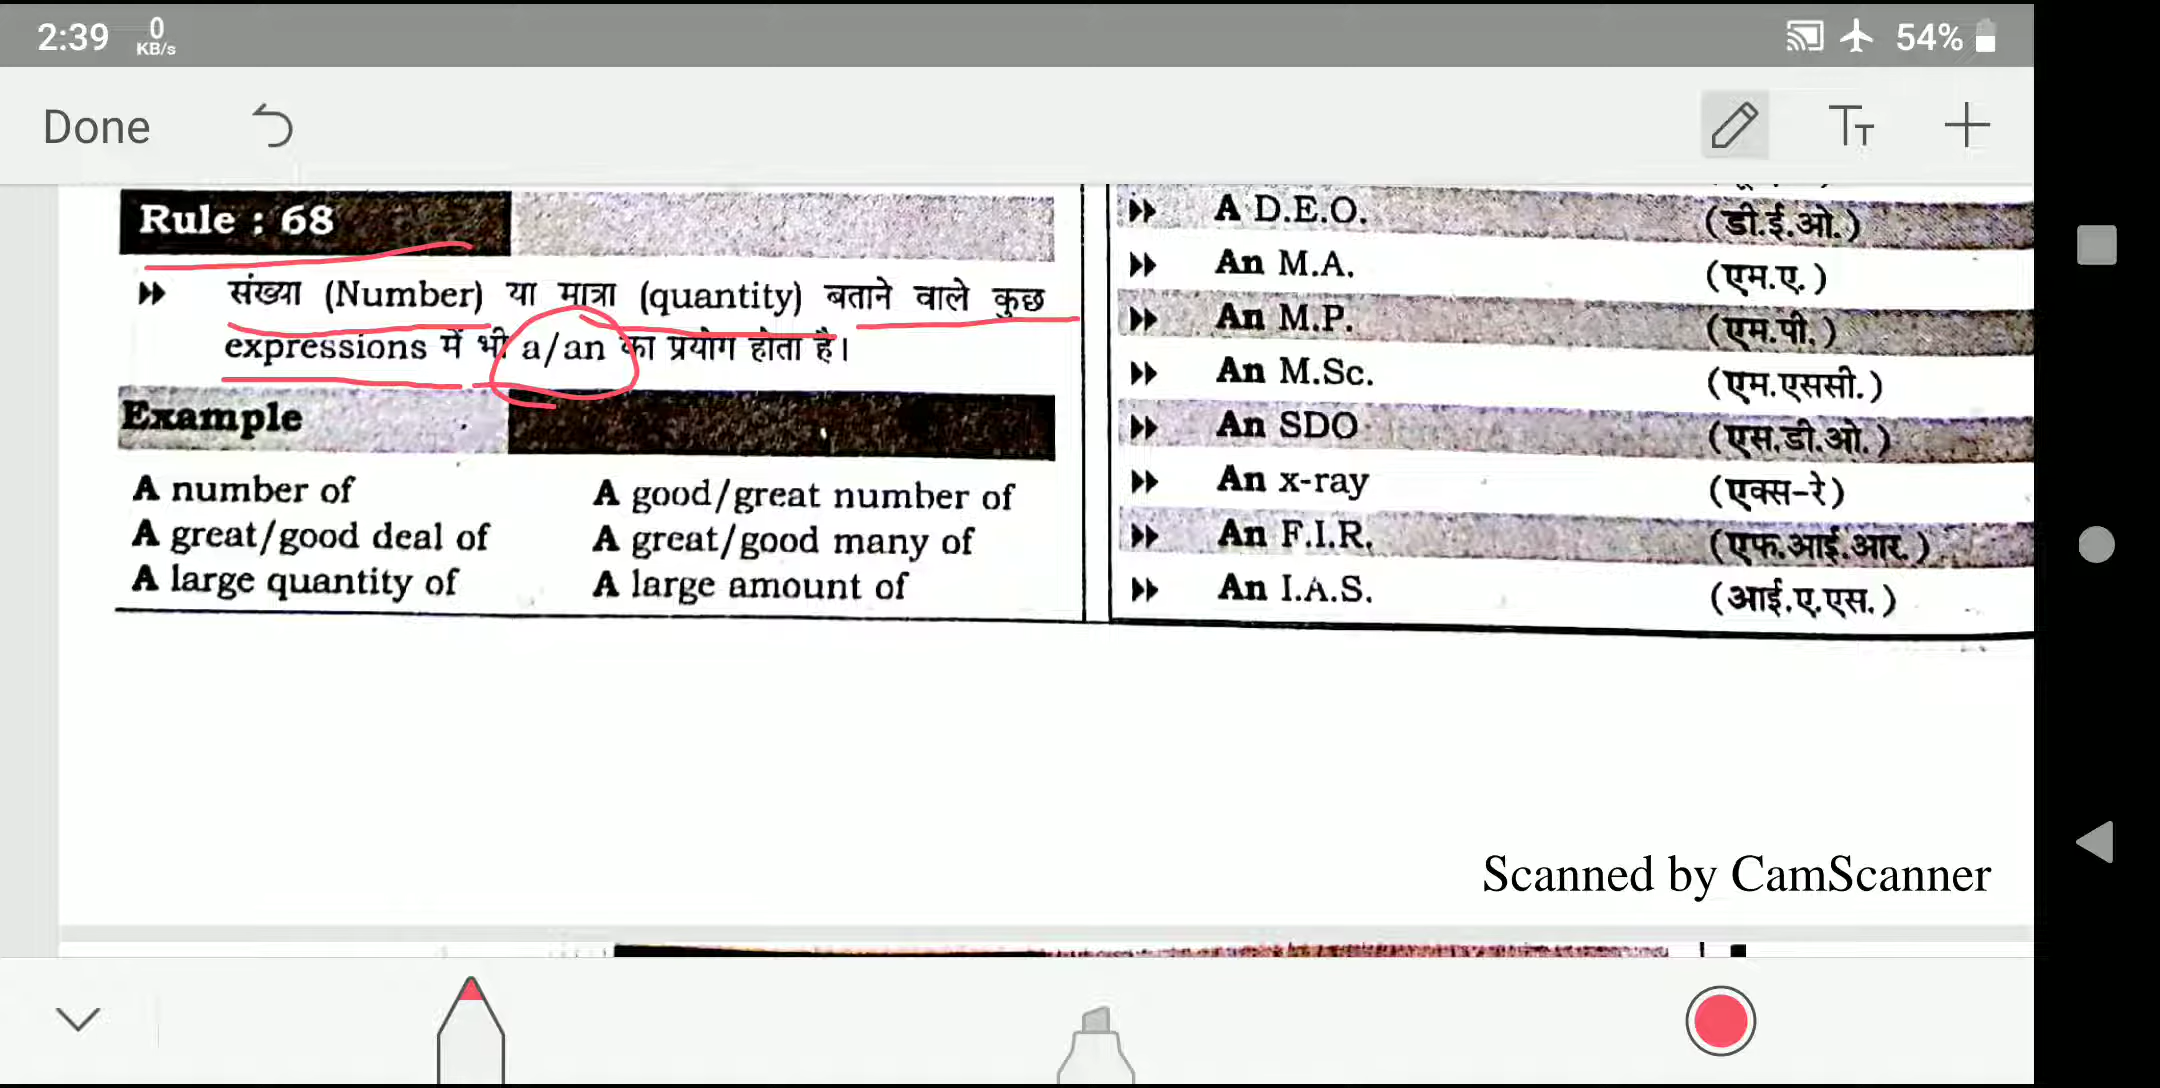 2:39
0
KB/s
54%
Done
Rule : 68
संख्या (Number) या मात्रा (quantity) बताने वाले कुछ
expressions में भी a/an का प्रयोग होता है।
Example
A number of
A good/great number of
A great/good deal of
A great/good many of
A large quantity of
A large amount of
A D.E.O. (डी.ई.ओ.)
An M.A. (एम.ए.)
An M.P. (एम.पी.)
An M.Sc. (एम.एससी.)
An SDO (एस.डी.ओ.)
An x-ray (एक्स-रे)
An F.I.R. (एफ.आई.आर.)
An I.A.S. (आई.ए.एस.)
Scanned by CamScanner